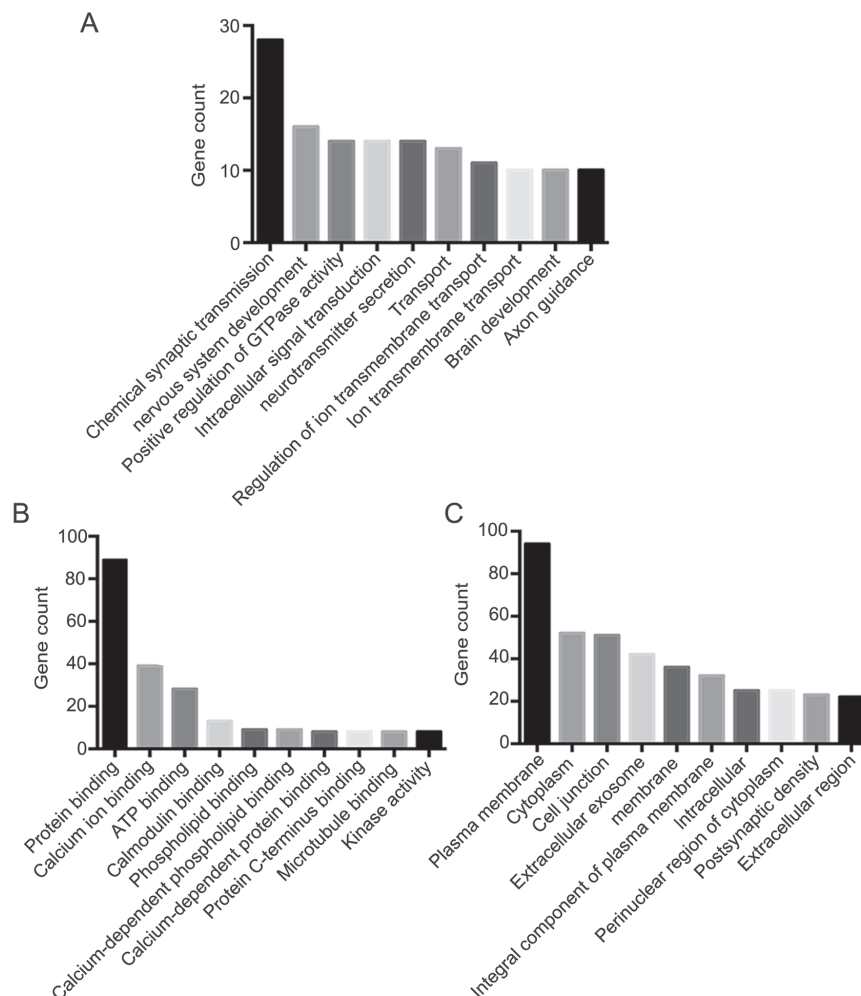 A
Gene count
30
20
10
0
Chemical synaptic transmission
nervous system development
Positive regulation of GTPase activity
Intracellular signal transduction
neurotransmitter secretion
Transport
Regulation of ion transmembrane transport
Ion transmembrane transport
Brain development
Axon guidance
B
Gene count
100
80
60
40
20
0
Protein binding
Calcium ion binding
ATP binding
Calmodulin binding
Phospholipid binding
Calcium-dependent phospholipid binding
Calcium-dependent protein binding
Protein C-terminus binding
Microtubule binding
Kinase activity
C
Gene count
100
80
60
40
20
0
Plasma membrane
Cytoplasm
Cell junction
Extracellular exosome
membrane
Integral component of plasma membrane
Intracellular
Perinuclear region of cytoplasm
Postsynaptic density
Extracellular region